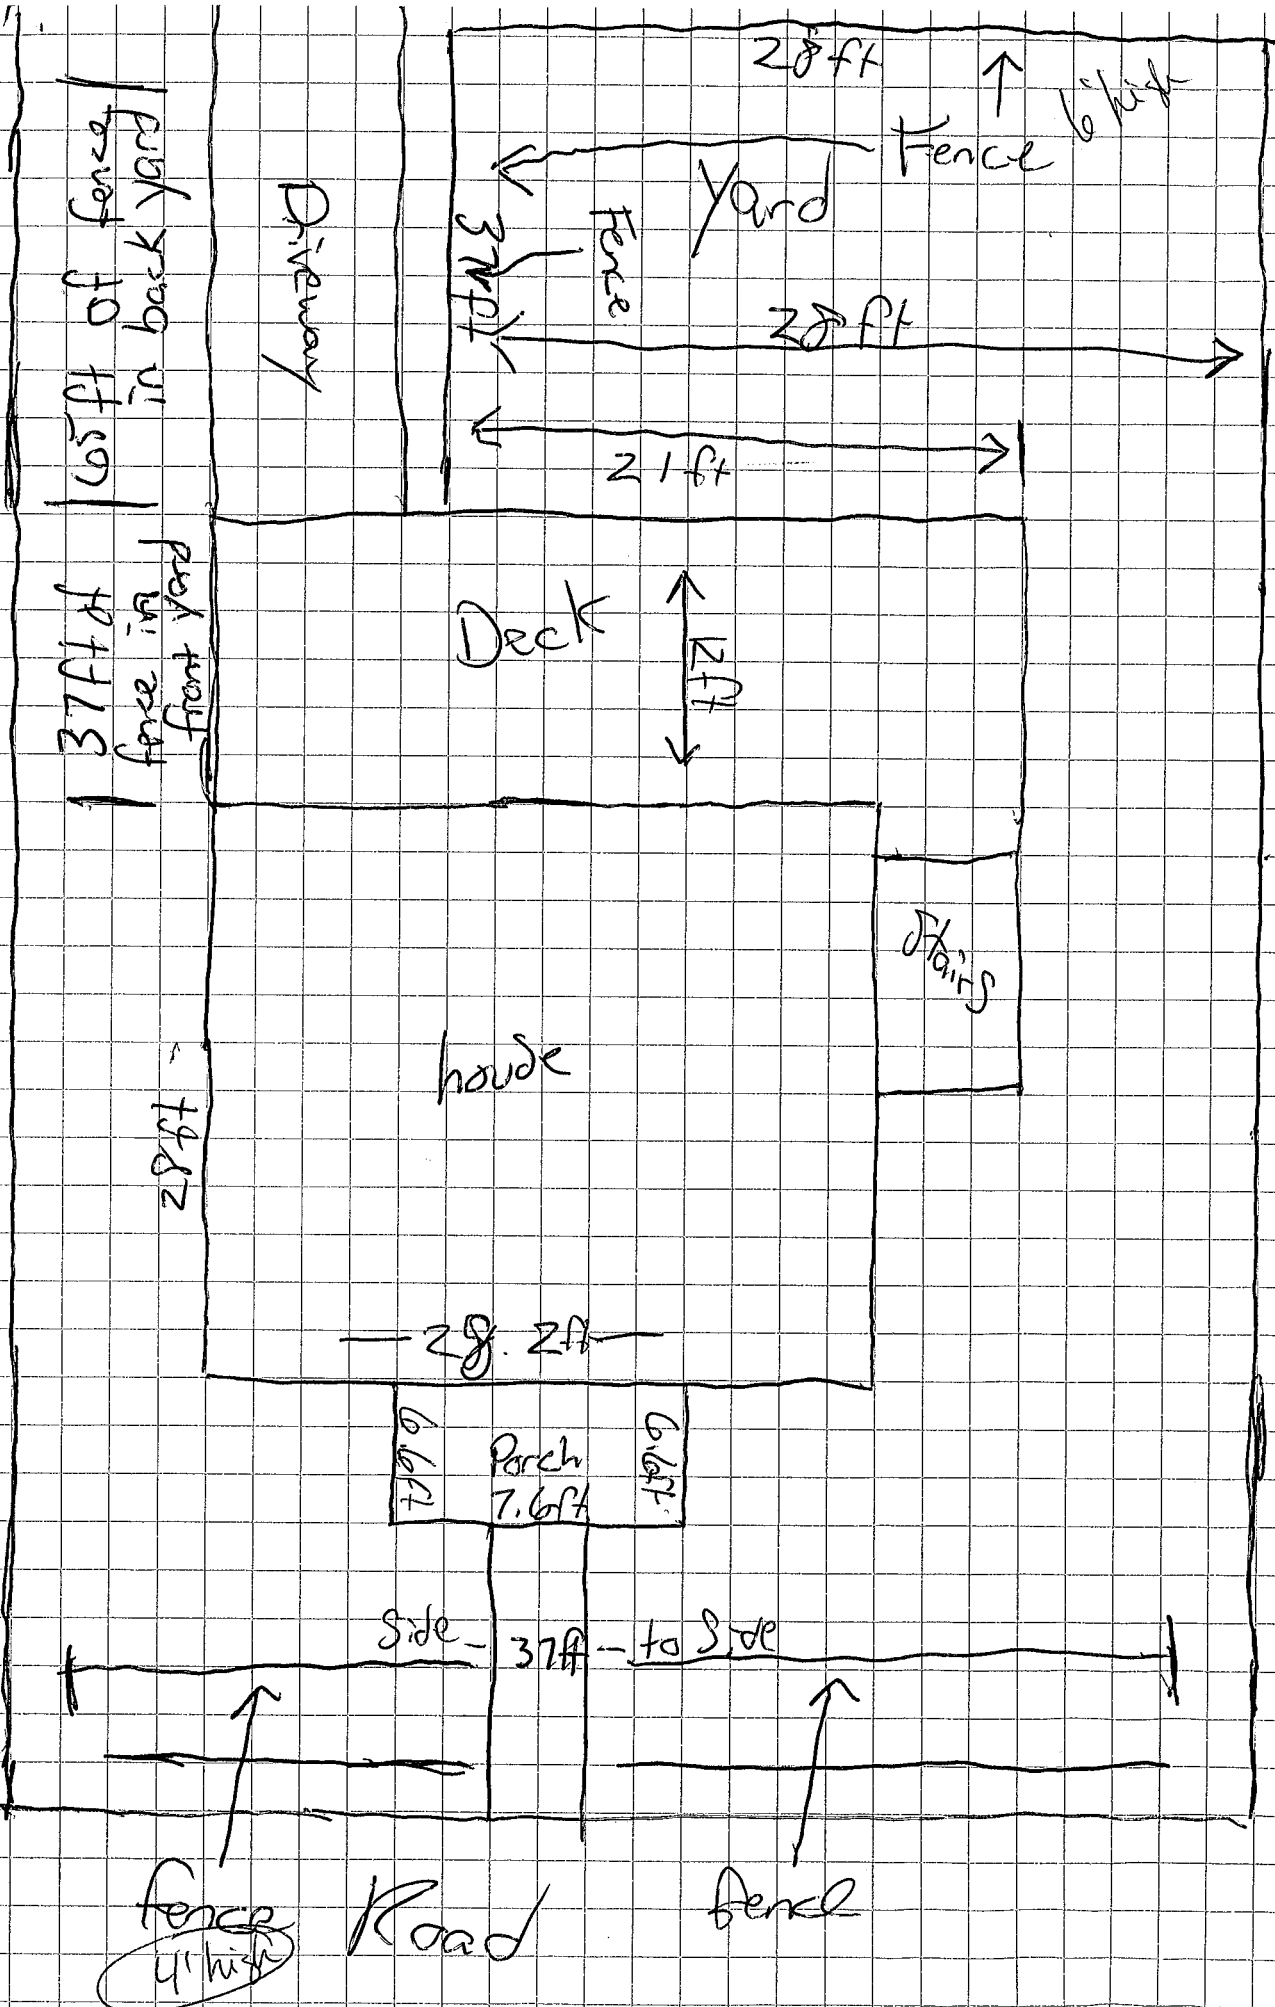 28ft
Fence
6' high
Yard
65ft of fence
in back yard
Driveway
37ft
Fence
28ft
21ft
37ft of
fence in
front yard
Deck
12ft
Stairs
house
28ft
28.2ft
6.6ft
Porch
7.6ft
6.6ft
Side - 37ft - to Side
fence
4' high
Road
fence